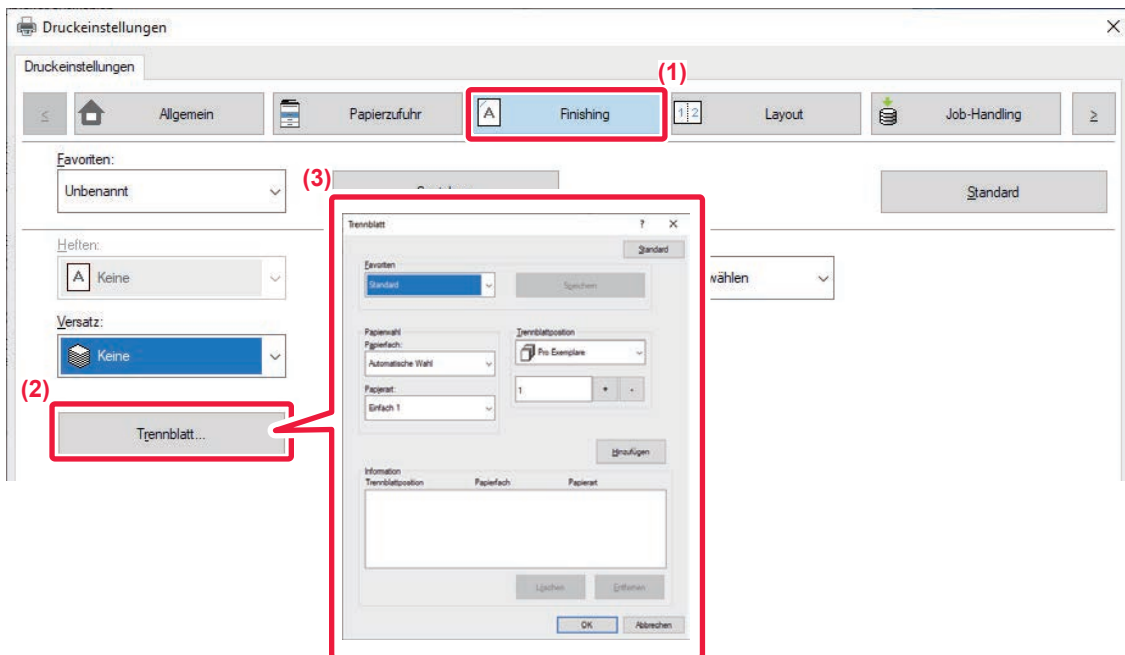 Druckeinstellungen
Druckeinstellungen
(1)
Allgemein Papierzufuhr Finishing Layout Job-Handling
Favoriten:
Unbenannt
(3)
Standard
Heften:
Keine
wählen
Versatz:
Keine
(2)
Trennblatt...
Trennblatt ? X
Standard
Favoriten
Standard Speichern
Papierwahl Trennblattposition
Papierfach: Pro Exemplare
Automatische Wahl
1 + -
Papierart:
Einfach 1
Hinzufügen
Information
Trennblattposition Papierfach Papierart
Löschen Entfernen
OK Abbrechen